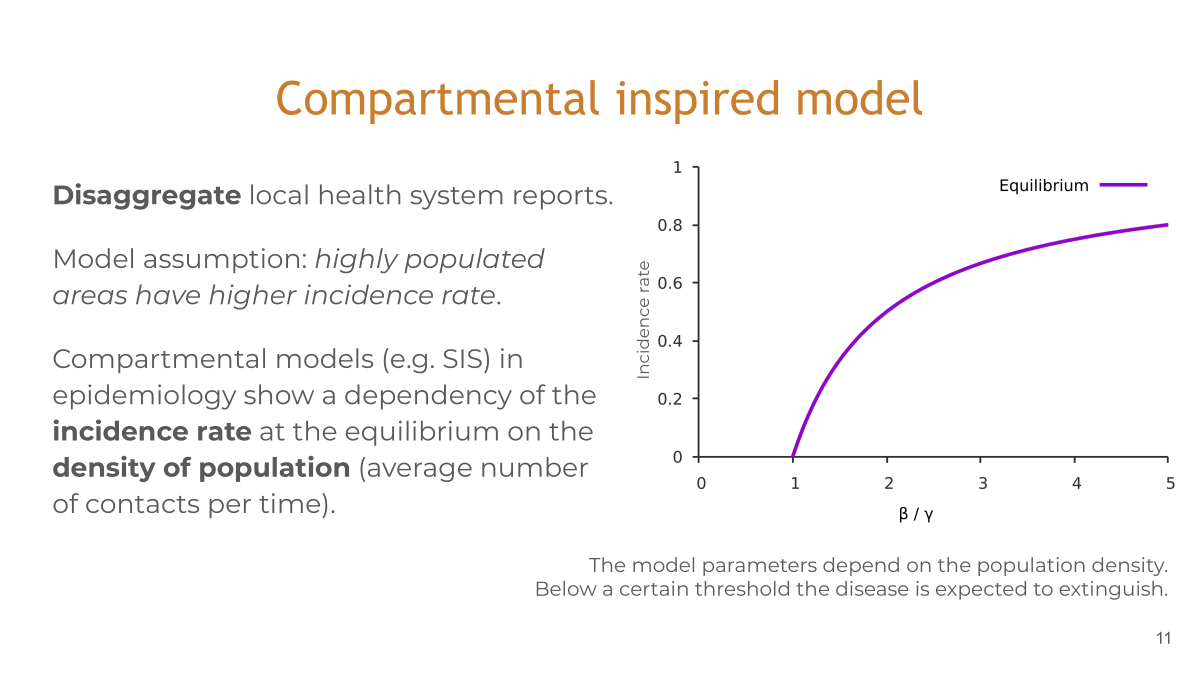 Compartmental inspired model
Disaggregate local health system reports.
Model assumption: highly populated
areas have higher incidence rate.
Compartmental models (e.g. SIS) in
epidemiology show a dependency of the
incidence rate at the equilibrium on the
density of population (average number
of contacts per time).
Equilibrium
Incidence rate
1
0.8
0.6
0.4
0.2
0
0 1 2 3 4 5
β / γ
The model parameters depend on the population density.
Below a certain threshold the disease is expected to extinguish.
11